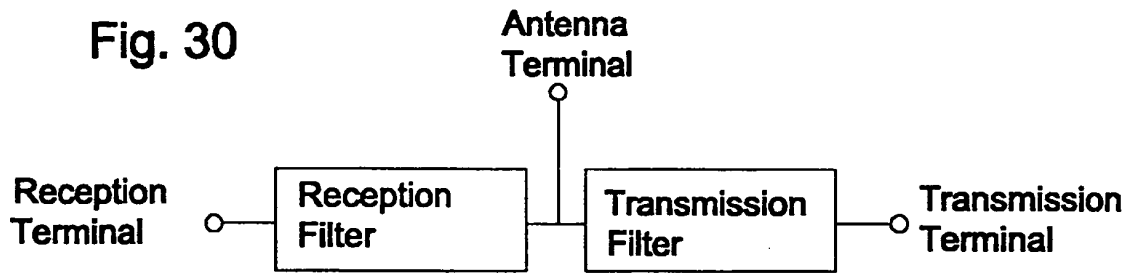 Fig. 30
Antenna
Terminal
Reception
Terminal
Reception
Filter
Transmission
Filter
Transmission
Terminal